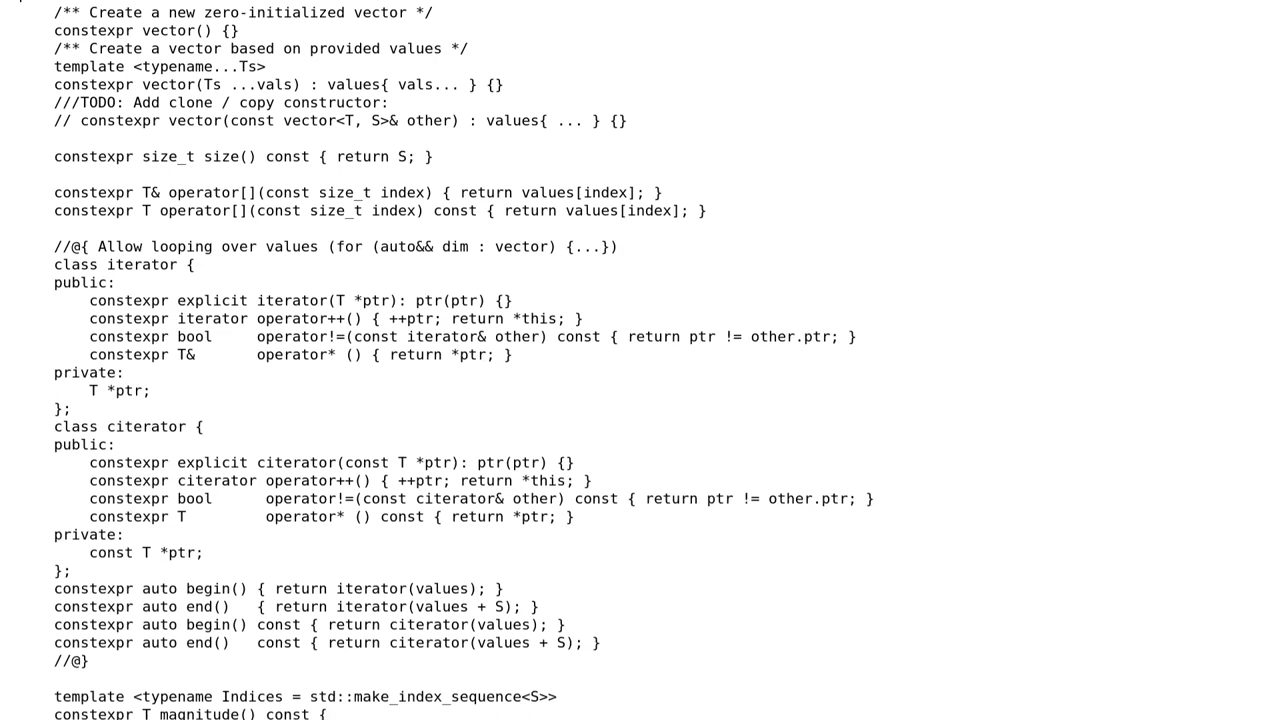 /** Create a new zero-initialized vector */
constexpr vector() {}
/** Create a vector based on provided values */
template <typename...Ts>
constexpr vector(Ts ...vals) : values{ vals... } {}
///TODO: Add clone / copy constructor:
// constexpr vector(const vector<T, S>& other) : values{ ... } {}

constexpr size_t size() const { return S; }

constexpr T& operator[](const size_t index) { return values[index]; }
constexpr T operator[](const size_t index) const { return values[index]; }

//@{ Allow looping over values (for (auto&& dim : vector) {...})
class iterator {
public:
    constexpr explicit iterator(T *ptr): ptr(ptr) {}
    constexpr iterator operator++() { ++ptr; return *this; }
    constexpr bool     operator!=(const iterator& other) const { return ptr != other.ptr; }
    constexpr T&       operator* () { return *ptr; }
private:
    T *ptr;
};
class citerator {
public:
    constexpr explicit citerator(const T *ptr): ptr(ptr) {}
    constexpr citerator operator++() { ++ptr; return *this; }
    constexpr bool      operator!=(const citerator& other) const { return ptr != other.ptr; }
    constexpr T         operator* () const { return *ptr; }
private:
    const T *ptr;
};
constexpr auto begin() { return iterator(values); }
constexpr auto end()   { return iterator(values + S); }
constexpr auto begin() const { return citerator(values); }
constexpr auto end()   const { return citerator(values + S); }
//@}

template <typename Indices = std::make_index_sequence<S>>
constexpr T magnitude() const {